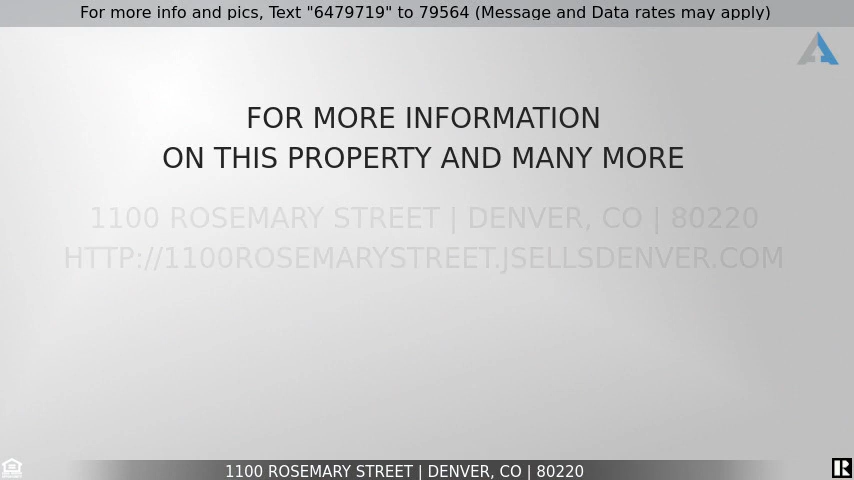 For more info and pics, Text "6479719" to 79564 (Message and Data rates may apply)
FOR MORE INFORMATION
ON THIS PROPERTY AND MANY MORE
1100 ROSEMARY STREET | DENVER, CO | 80220
HTTP://1100ROSEMARYSTREET.JSELLSDENVER.COM
1100 ROSEMARY STREET | DENVER, CO | 80220